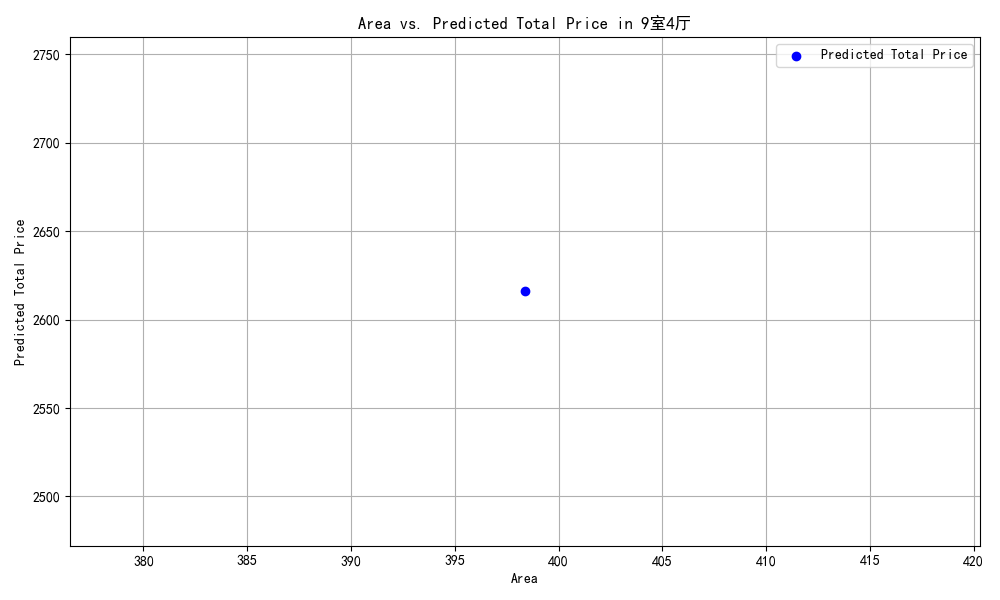 Area vs. Predicted Total Price in 9室4厅
Predicted Total Price
2750
2700
2650
2600
2550
2500
Predicted Total Price
380 385 390 395 400 405 410 415 420
Area